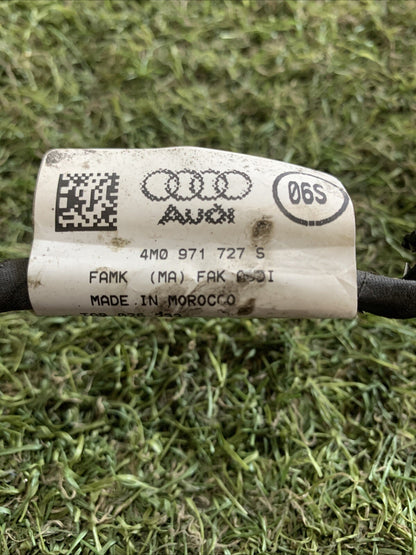 06S
Audi
4M0 971 727 S
FAMK (MA) FAK
MADE IN MOROCCO